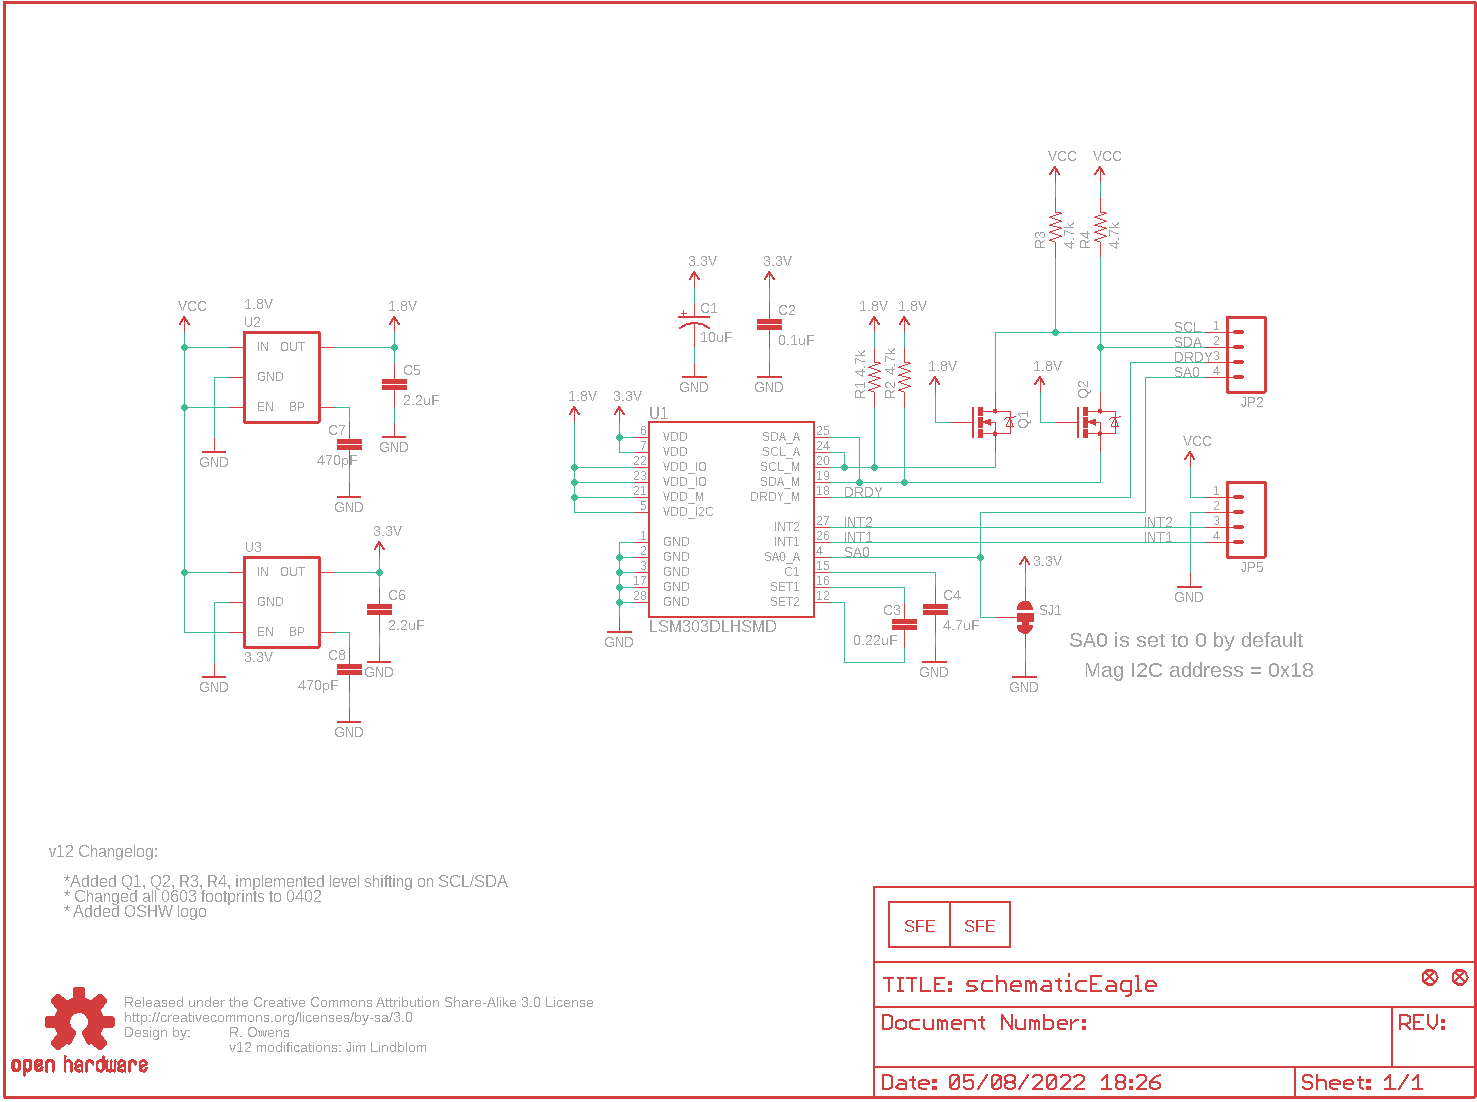 VCC VCC
R3 4.7k R4 4.7k
3.3V 3.3V
C1
10uF
C2
0.1uF
GND GND
VCC 1.8V
U2
IN OUT
GND
EN BP
1.8V
C5
2.2uF
GND
C7
470pF
GND
GND
1.8V 1.8V
R1 4.7k R2 4.7k
1.8V 1.8V
Q1 Q2
SCL 1
SDA 2
DRDY 3
SA0 4
JP2
1.8V 3.3V
U1
6 VDD SDA_A 25
7 VDD SCL_A 24
22 VDD_IO SCL_M 20
23 VDD_IO SDA_M 19
21 VDD_M DRDY_M 18 DRDY
5 VDD_I2C
INT2 27 INT2 INT2
1 GND INT1 26 INT1 INT1
2 GND SA0_A 4 SA0
3 GND C1 15
17 GND SET1 16
28 GND SET2 12
LSM303DLHSMD
GND
VCC
1
2
3
4
JP5
GND
3.3V
U3
IN OUT
GND
EN BP
3.3V
C6
2.2uF
GND
C8
470pF
GND
GND
C3
0.22uF
C4
4.7uF
GND
3.3V
SJ1
GND
SA0 is set to 0 by default
Mag I2C address = 0x18
v12 Changelog:
*Added Q1, Q2, R3, R4, implemented level shifting on SCL/SDA
* Changed all 0603 footprints to 0402
* Added OSHW logo
Released under the Creative Commons Attribution Share-Alike 3.0 License
http://creativecommons.org/licenses/by-sa/3.0
Design by: R. Owens
v12 modifications: Jim Lindblom
open hardware
SFE SFE
TITLE: schematicEagle
Document Number: REV:
Date: 05/08/2022 18:26 Sheet: 1/1